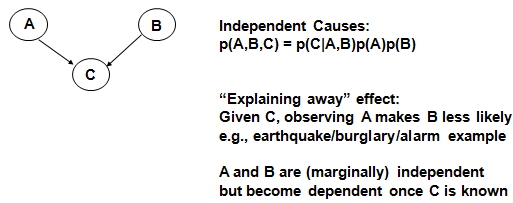 A
B
C
Independent Causes:
p(A,B,C) = p(C|A,B)p(A)p(B)
“Explaining away” effect:
Given C, observing A makes B less likely
e.g., earthquake/burglary/alarm example
A and B are (marginally) independent
but become dependent once C is known